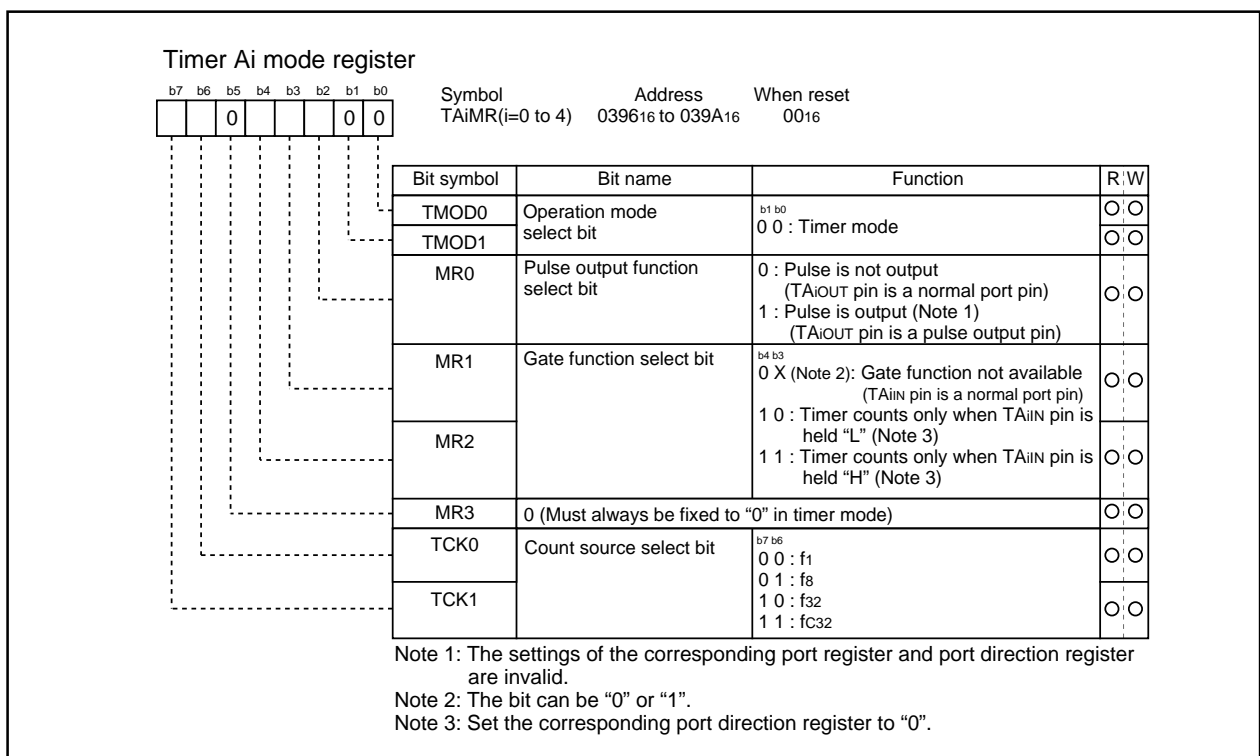 Timer Ai mode register
b7 b6 b5 b4 b3 b2 b1 b0
0 0 0
Symbol Address When reset
TAiMR(i=0 to 4) 039616 to 039A16 0016
Bit symbol Bit name Function R W
TMOD0 Operation mode
select bit
b1 b0
0 0 : Timer mode
TMOD1
MR0 Pulse output function
select bit
0 : Pulse is not output
(TAiOUT pin is a normal port pin)
1 : Pulse is output (Note 1)
(TAiOUT pin is a pulse output pin)
MR1 Gate function select bit
b4 b3
0 X (Note 2): Gate function not available
(TAiIN pin is a normal port pin)
1 0 : Timer counts only when TAiIN pin is
held “L” (Note 3)
MR2
1 1 : Timer counts only when TAiIN pin is
held “H” (Note 3)
MR3 0 (Must always be fixed to “0” in timer mode)
TCK0 Count source select bit
b7 b6
0 0 : f1
0 1 : f8
TCK1
1 0 : f32
1 1 : fC32
Note 1: The settings of the corresponding port register and port direction register
are invalid.
Note 2: The bit can be “0” or “1”.
Note 3: Set the corresponding port direction register to “0”.